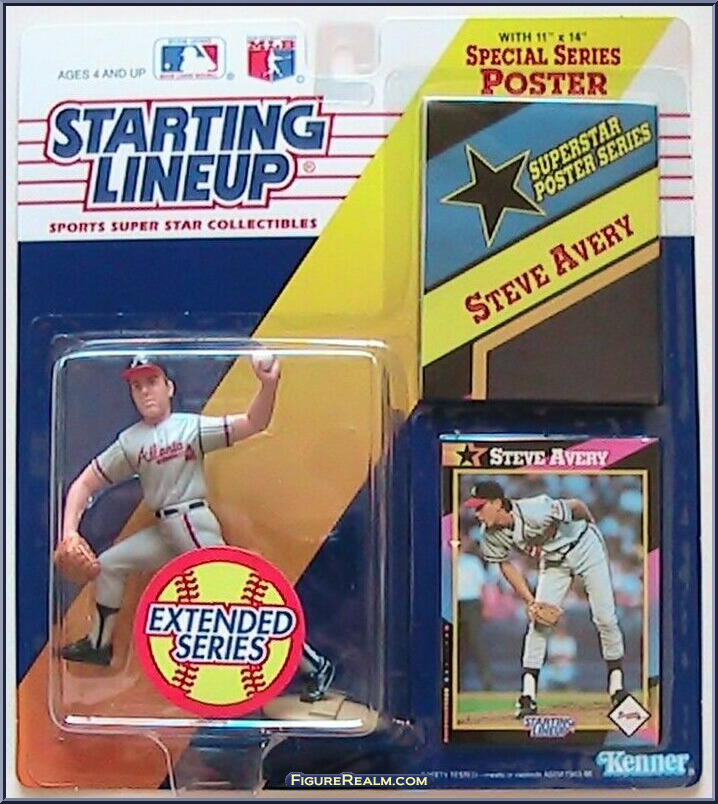 WITH 11" x 14"
SPECIAL SERIES
POSTER
AGES 4 AND UP
MLB
STARTING
LINEUP®
SPORTS SUPER STAR COLLECTIBLES
SUPERSTAR
POSTER SERIES
STEVE AVERY
A
Atlanta
EXTENDED
SERIES
STEVE AVERY
STARTING
LINEUP
Kenner®
FIGUREREALM.COM